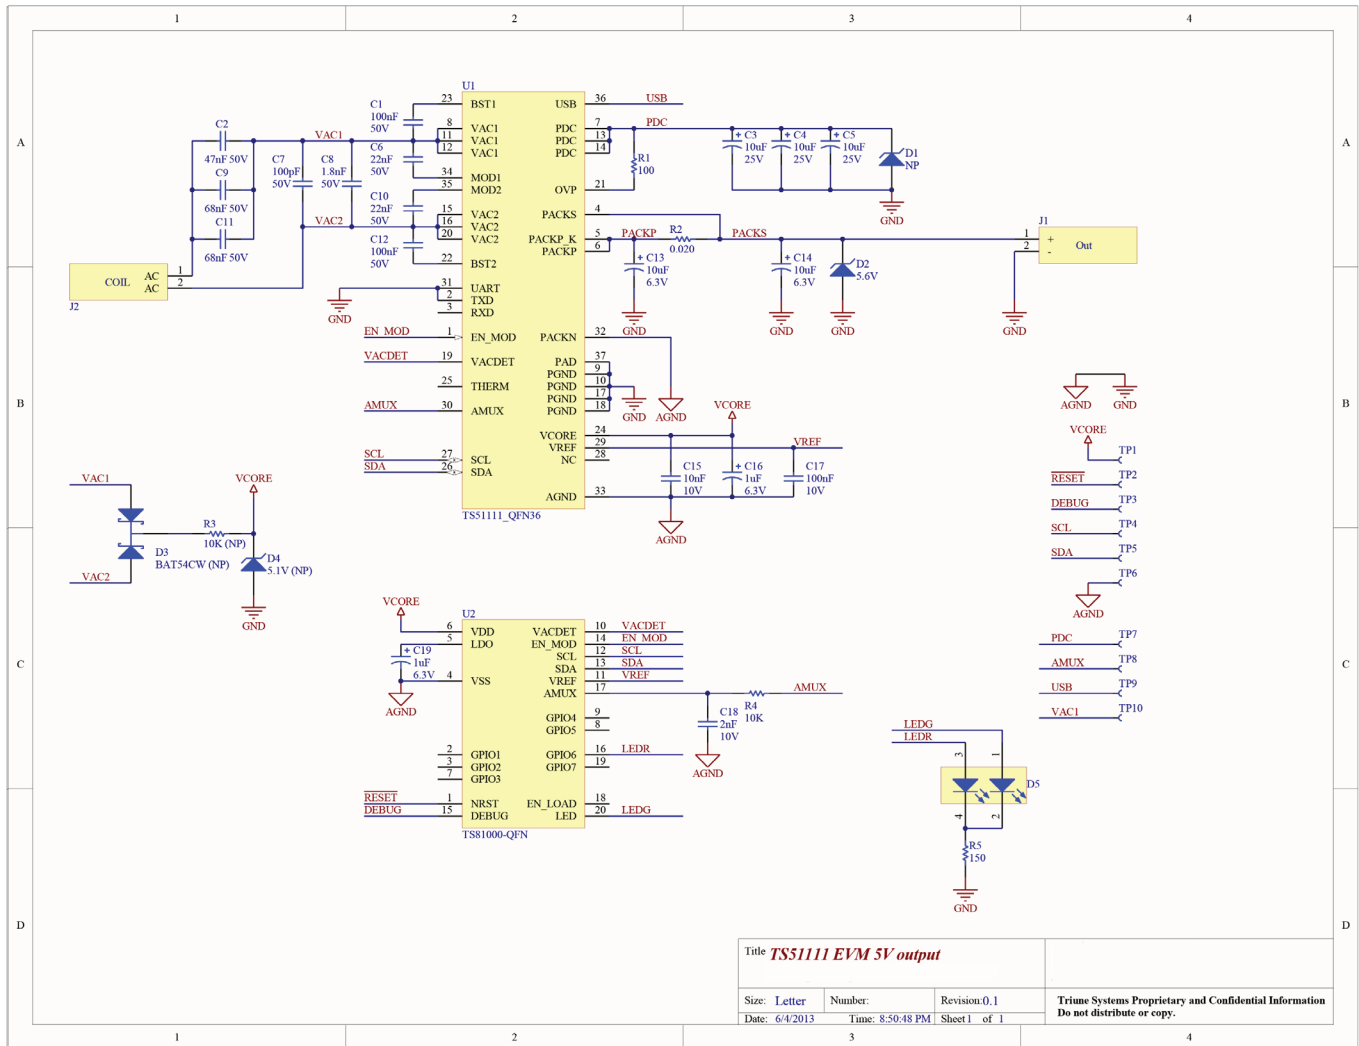 1 2 3 4
A A
B B
C C
D D
U1
C1
100nF
50V
23 BST1
8 VAC1
11 VAC1
12 VAC1
34 MOD1
35 MOD2
15 VAC2
16 VAC2
20 VAC2
22 BST2
31 UART
2 TXD
3 RXD
1 EN_MOD
19 VACDET
25 THERM
30 AMUX
27 SCL
26 SDA
USB 36 USB
PDC 7 PDC
PDC 13
PDC 14
OVP 21
PACKS 4
PACKP_K 5 PACKP
PACKP 6
PACKN 32
PAD 37
PGND 9
PGND 10
PGND 17
PGND 18
VCORE 24
VREF 29 VREF
NC 28
AGND 33
TS51111_QFN36
C2
47nF 50V
C9
68nF 50V
C11
68nF 50V
C7
100pF
50V
C8
1.8nF
50V
C6
22nF
50V
C10
22nF
50V
C12
100nF
50V
VAC1
VAC2
COIL
AC 1
AC 2
J2
GND
EN MOD
VACDET
AMUX
SCL
SDA
R1
100
+ C3
10uF
25V
+ C4
10uF
25V
+ C5
10uF
25V
D1
NP
GND
R2
0.020
PACKS
+ C13
10uF
6.3V
GND
+ C14
10uF
6.3V
GND
D2
5.6V
GND
J1
1 +
2 -
Out
GND
GND
AGND
VCORE
C15
10nF
10V
+ C16
1uF
6.3V
C17
100nF
10V
AGND
AGND
GND
VCORE
TP1
RESET TP2
DEBUG TP3
SCL TP4
SDA TP5
TP6
AGND
PDC TP7
AMUX TP8
USB TP9
VAC1 TP10
VAC1
VAC2
D3
BAT54CW (NP)
R3
10K (NP)
VCORE
D4
5.1V (NP)
GND
VCORE
+ C19
1uF
6.3V
AGND
U2
6 VDD
5 LDO
4 VSS
2 GPIO1
3 GPIO2
7 GPIO3
RESET 1 NRST
DEBUG 15 DEBUG
VACDET 10 VACDET
EN_MOD 14 EN MOD
SCL 12 SCL
SDA 13 SDA
VREF 11 VREF
AMUX 17
GPIO4 9
GPIO5 8
GPIO6 16 LEDR
GPIO7 19
EN_LOAD 18
LED 20 LEDG
TS81000-QFN
C18
2nF
10V
AGND
R4
10K
AMUX
LEDG
LEDR
3 1
D5
4 2
R5
150
GND
Title TS51111 EVM 5V output
Size: Letter Number: Revision:0.1
Date: 6/4/2013 Time: 8:50:48 PM Sheet 1 of 1
Triune Systems Proprietary and Confidential Information
Do not distribute or copy.
1 2 3 4